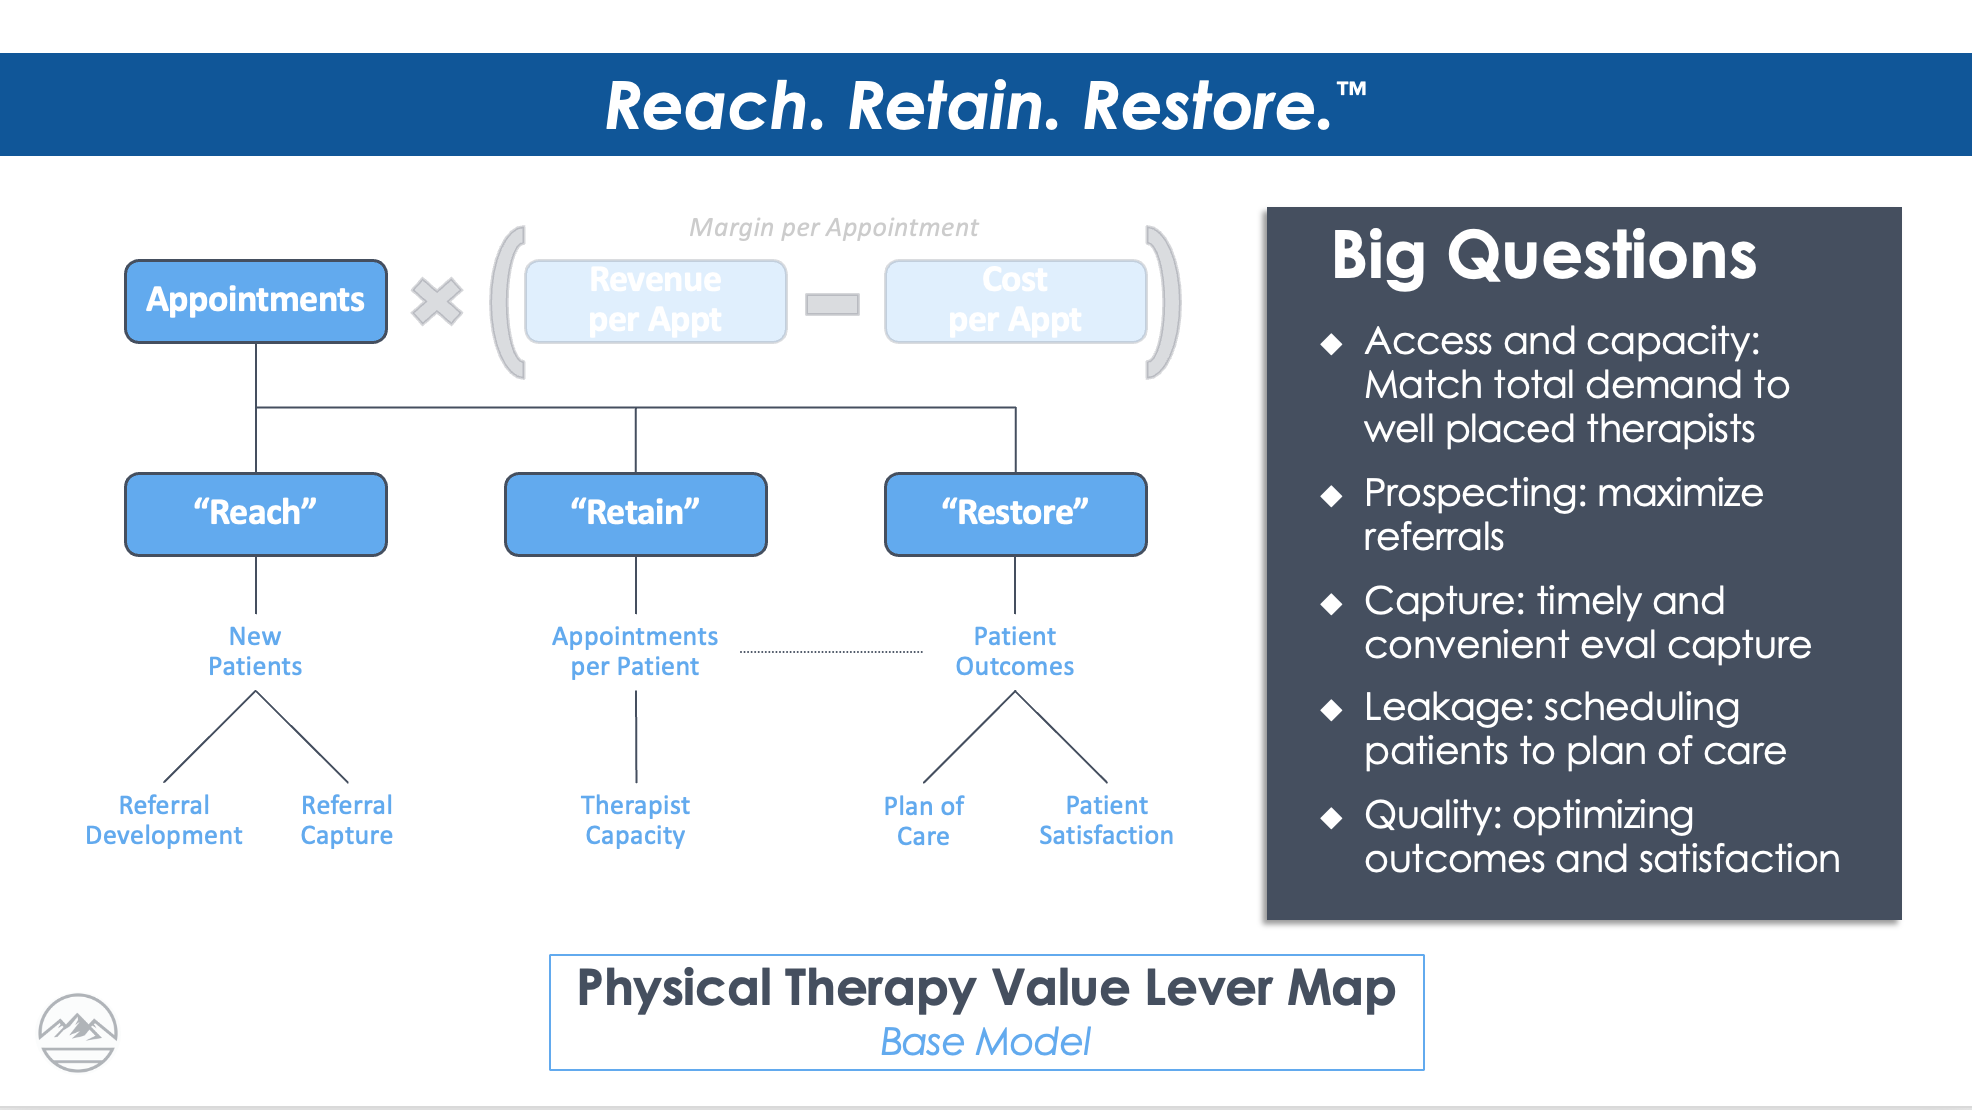 Reach. Retain. Restore.™
Margin per Appointment
Appointments
Revenue
per Appt
Cost
per Appt
“Reach”
“Retain”
“Restore”
New
Patients
Appointments
per Patient
Patient
Outcomes
Referral
Development
Referral
Capture
Therapist
Capacity
Plan of
Care
Patient
Satisfaction
Big Questions
◆ Access and capacity:
Match total demand to
well placed therapists
◆ Prospecting: maximize
referrals
◆ Capture: timely and
convenient eval capture
◆ Leakage: scheduling
patients to plan of care
◆ Quality: optimizing
outcomes and satisfaction
Physical Therapy Value Lever Map
Base Model